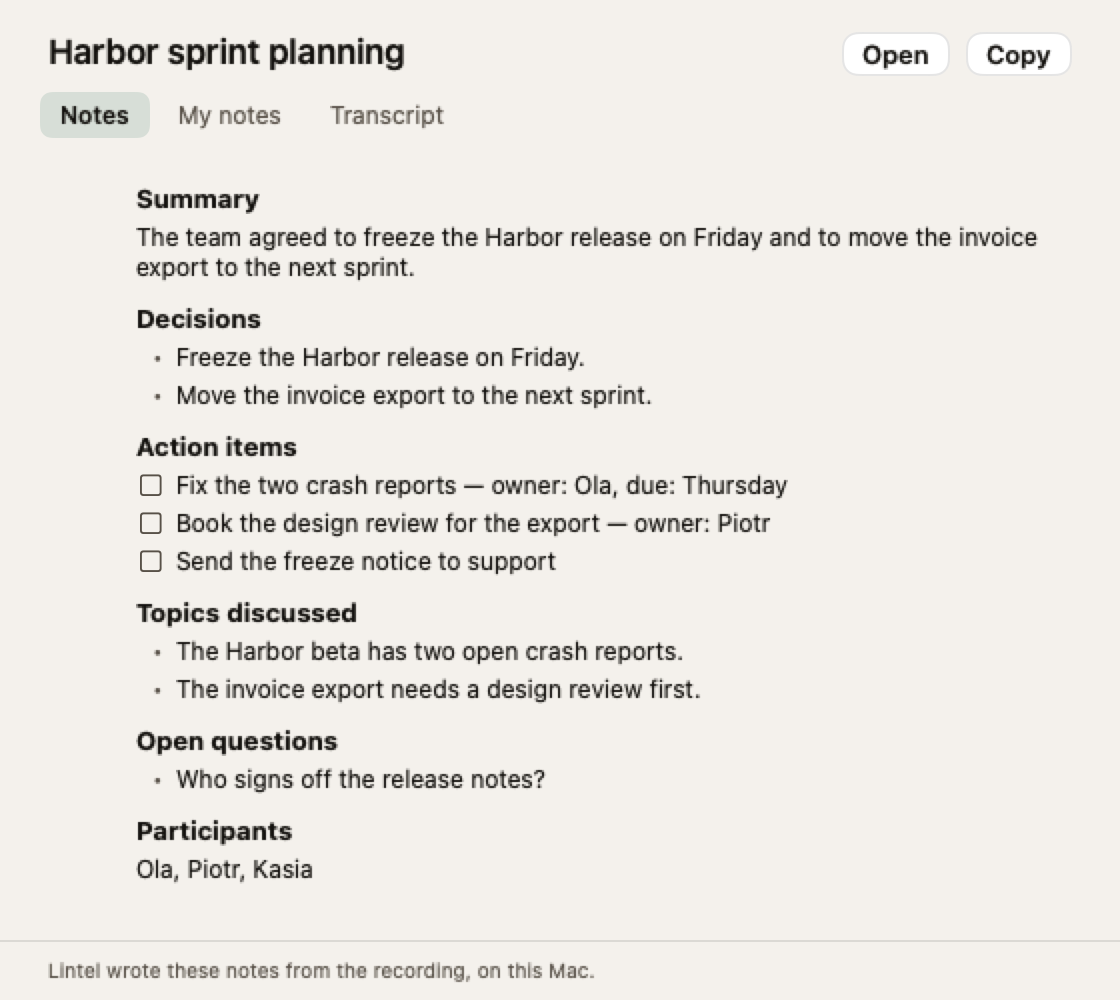 Harbor sprint planning
Open
Copy
Notes
My notes
Transcript
Summary
The team agreed to freeze the Harbor release on Friday and to move the invoice
export to the next sprint.
Decisions
• Freeze the Harbor release on Friday.
• Move the invoice export to the next sprint.
Action items
Fix the two crash reports — owner: Ola, due: Thursday
Book the design review for the export — owner: Piotr
Send the freeze notice to support
Topics discussed
• The Harbor beta has two open crash reports.
• The invoice export needs a design review first.
Open questions
• Who signs off the release notes?
Participants
Ola, Piotr, Kasia
Lintel wrote these notes from the recording, on this Mac.